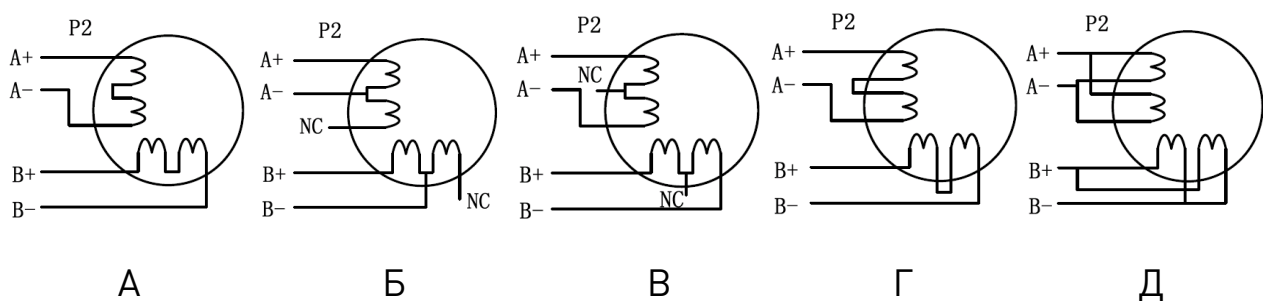 P2
A+
A-
B+
B-
А
P2
A+
A-
NC
B+
B-
NC
Б
P2
A+
NC
A-
B+
NC
B-
В
P2
A+
A-
B+
B-
Г
P2
A+
A-
B+
B-
Д